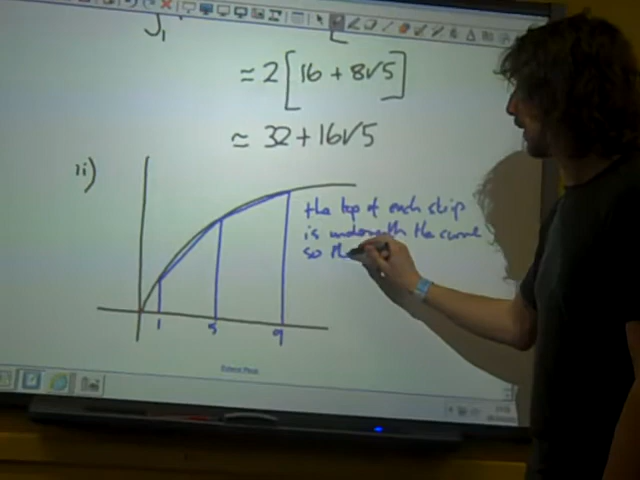 1
≃ 2[16 + 8√5]
≃ 32 + 16√5
ii)
the top of each strip
is underneath the curve
so the
1 5 9